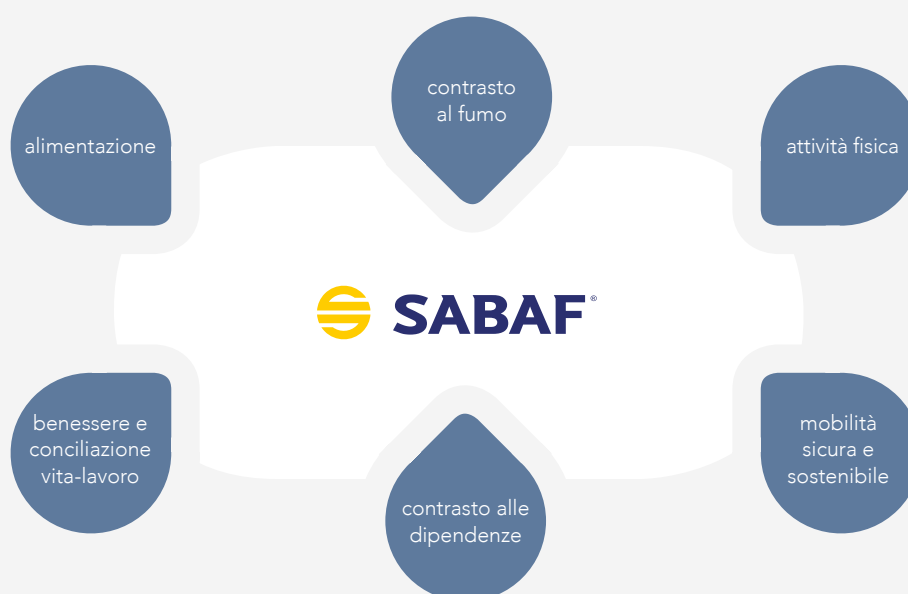 contrasto
al fumo
alimentazione
attività fisica
SABAF®
benessere e
conciliazione
vita-lavoro
mobilità
sicura e
sostenibile
contrasto alle
dipendenze